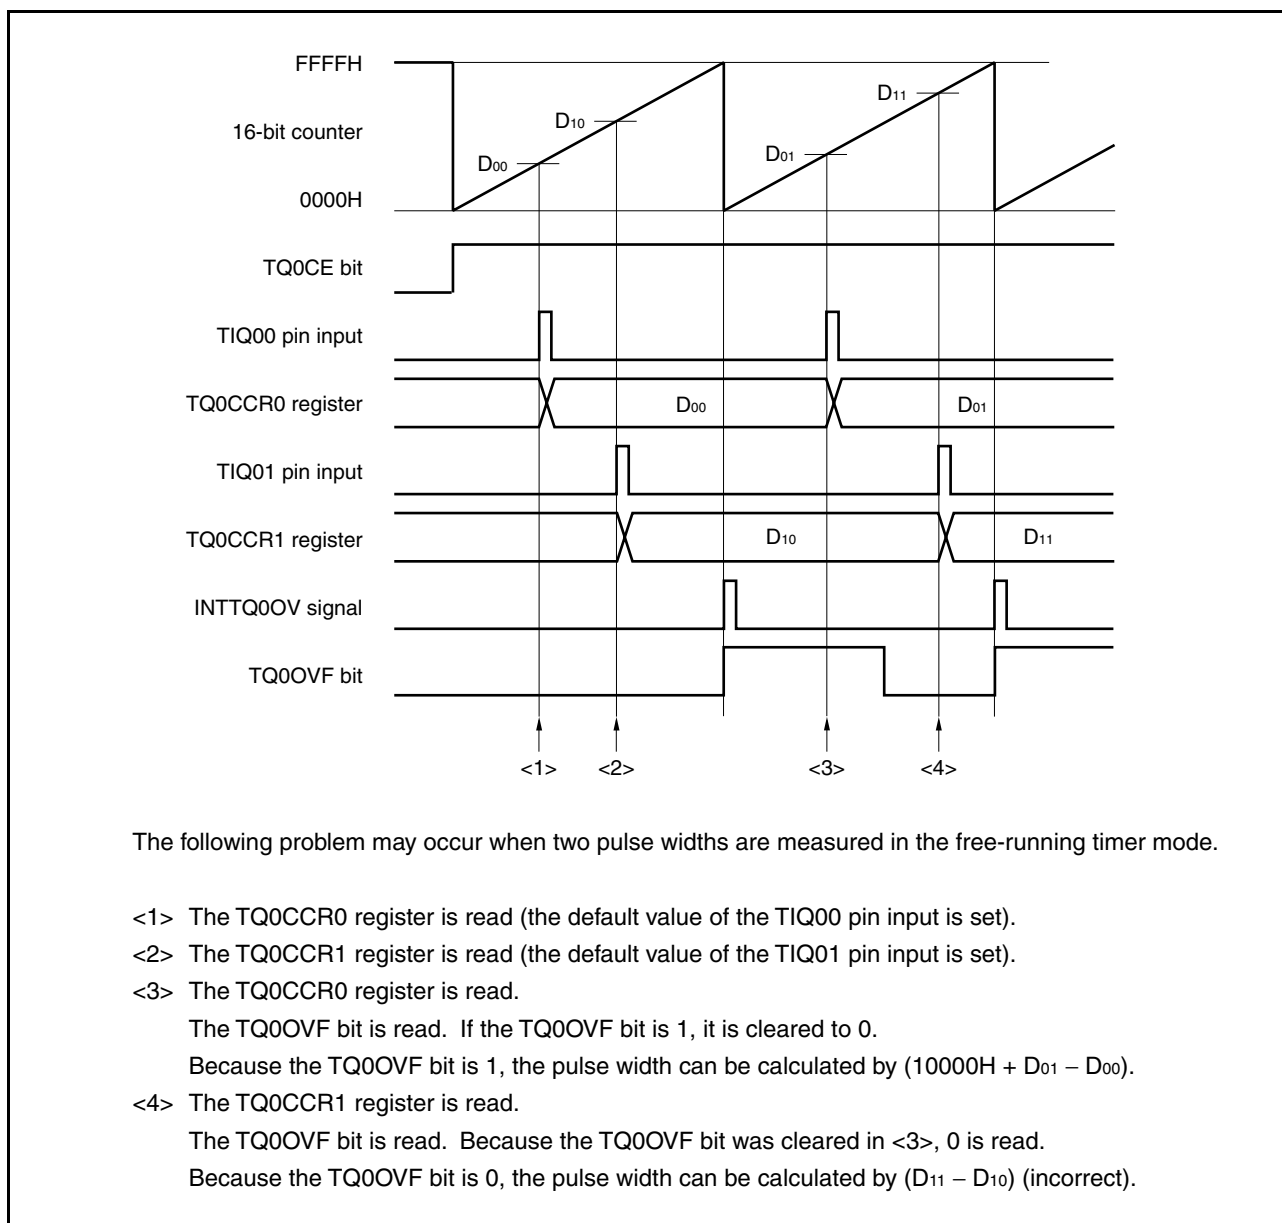 FFFFH
D11
D10
16-bit counter
D00
D01
0000H
TQ0CE bit
TIQ00 pin input
TQ0CCR0 register
D00
D01
TIQ01 pin input
TQ0CCR1 register
D10
D11
INTTQ0OV signal
TQ0OVF bit
<1> <2> <3> <4>
The following problem may occur when two pulse widths are measured in the free-running timer mode.
<1> The TQ0CCR0 register is read (the default value of the TIQ00 pin input is set).
<2> The TQ0CCR1 register is read (the default value of the TIQ01 pin input is set).
<3> The TQ0CCR0 register is read.
The TQ0OVF bit is read. If the TQ0OVF bit is 1, it is cleared to 0.
Because the TQ0OVF bit is 1, the pulse width can be calculated by (10000H + D01 − D00).
<4> The TQ0CCR1 register is read.
The TQ0OVF bit is read. Because the TQ0OVF bit was cleared in <3>, 0 is read.
Because the TQ0OVF bit is 0, the pulse width can be calculated by (D11 − D10) (incorrect).